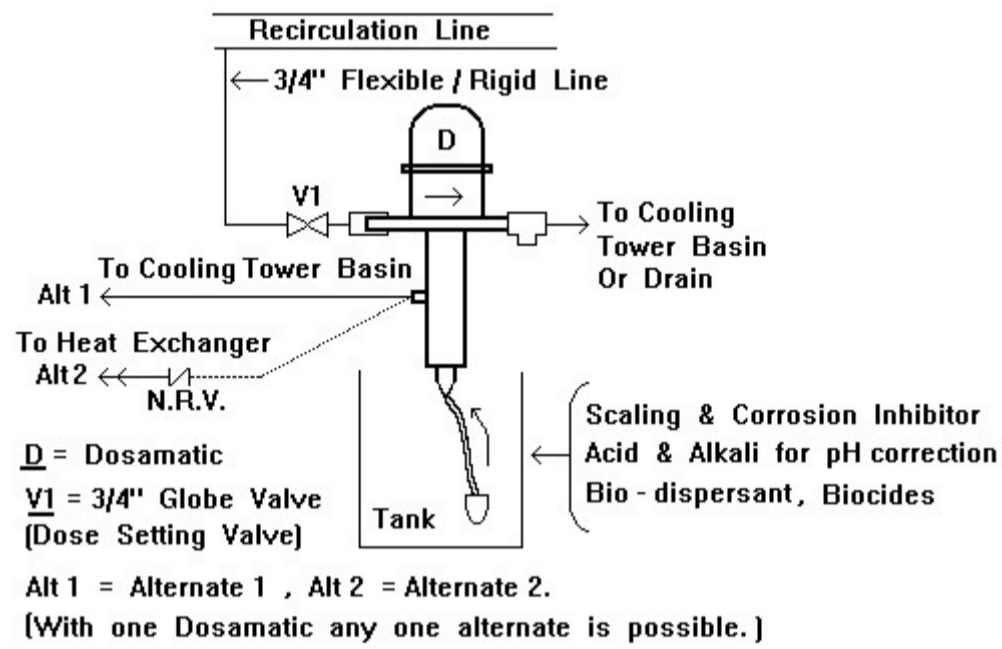 Recirculation Line
3/4" Flexible / Rigid Line
D
V1
To Cooling
Tower Basin
Or Drain
To Cooling Tower Basin
Alt 1
To Heat Exchanger
Alt 2
N.R.V.
Scaling & Corrosion Inhibitor
Acid & Alkali for pH correction
Bio - dispersant, Biocides
Tank
D = Dosamatic
V1 = 3/4" Globe Valve
(Dose Setting Valve)
Alt 1 = Alternate 1 , Alt 2 = Alternate 2.
(With one Dosamatic any one alternate is possible. )